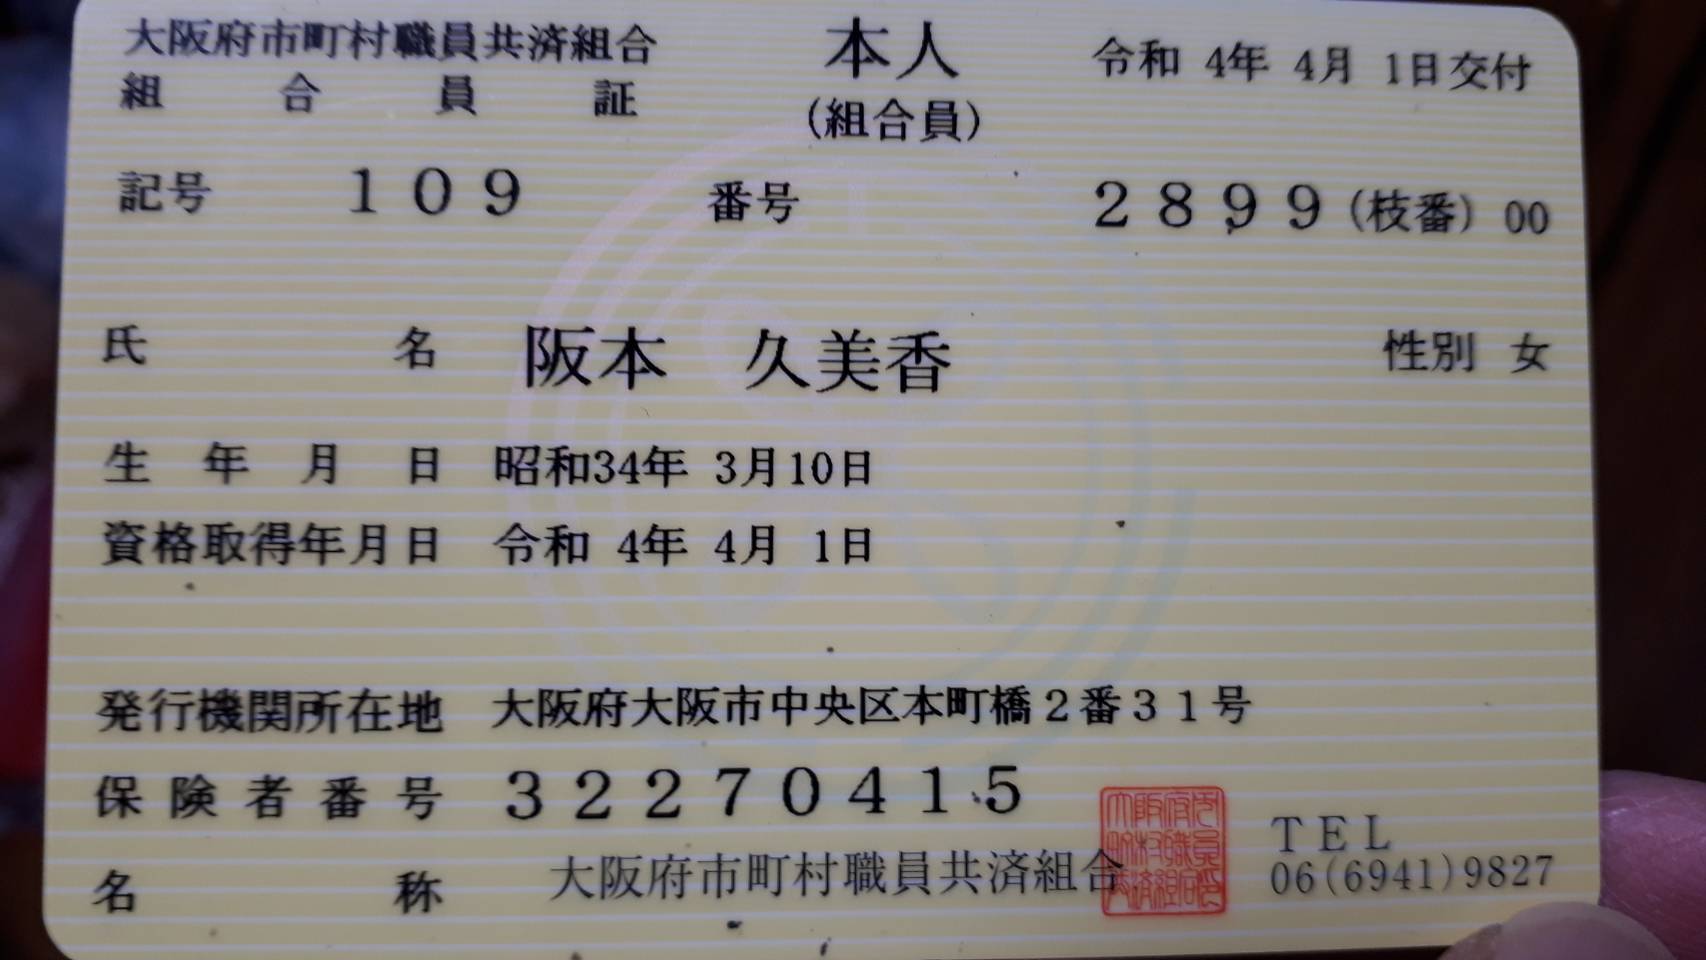 大阪府市町村職員共済組合 本人 令和 4年 4月 1日交付
組合員証 (組合員)
記号 109 番号 2899 (枝番) 00
氏名 阪本 久美香 性別 女
生年月日 昭和34年 3月10日
資格取得年月日 令和 4年 4月 1日
発行機関所在地 大阪府大阪市中央区本町橋2番31号
保険者番号 32270415
名称 大阪府市町村職員共済組合 TEL
06(6941)9827